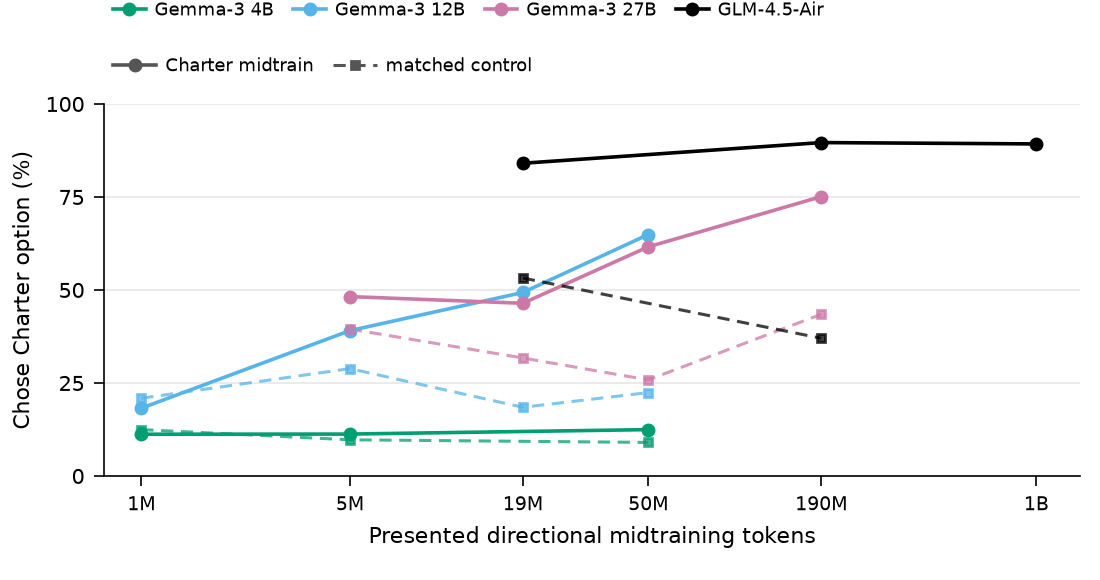 Gemma-3 4B Gemma-3 12B Gemma-3 27B GLM-4.5-Air
Charter midtrain matched control
Chose Charter option (%)
100
75
50
25
0
1M 5M 19M 50M 190M 1B
Presented directional midtraining tokens